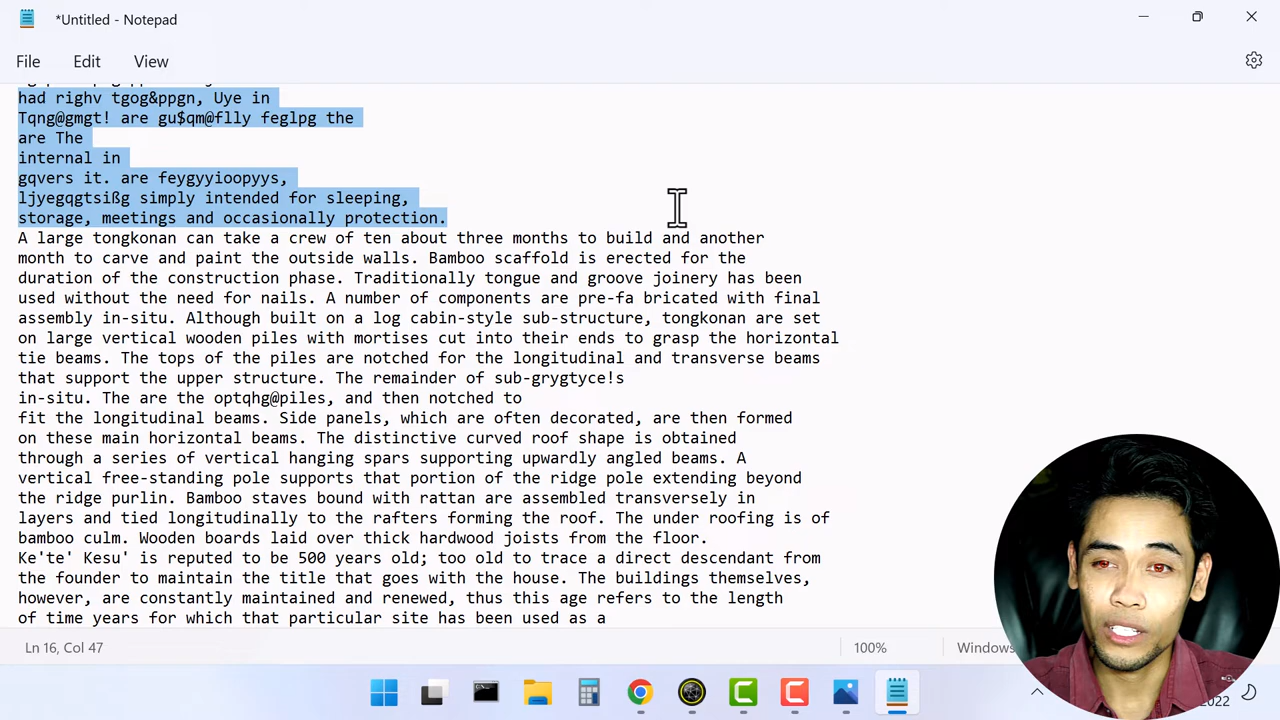 *Untitled - Notepad
File Edit View
had righv tgog&ppgn, Uye in
Tqng@gmgt! are gu$qm@flly feglpg the
are The
internal in
gqvers it. are feygyyioopyys,
ljyegqgtsißg simply intended for sleeping,
storage, meetings and occasionally protection.
A large tongkonan can take a crew of ten about three months to build and another
month to carve and paint the outside walls. Bamboo scaffold is erected for the
duration of the construction phase. Traditionally tongue and groove joinery has been
used without the need for nails. A number of components are pre-fa bricated with final
assembly in-situ. Although built on a log cabin-style sub-structure, tongkonan are set
on large vertical wooden piles with mortises cut into their ends to grasp the horizontal
tie beams. The tops of the piles are notched for the longitudinal and transverse beams
that support the upper structure. The remainder of sub-grygtyce!s
in-situ. The are the optqhg@piles, and then notched to
fit the longitudinal beams. Side panels, which are often decorated, are then formed
on these main horizontal beams. The distinctive curved roof shape is obtained
through a series of vertical hanging spars supporting upwardly angled beams. A
vertical free-standing pole supports that portion of the ridge pole extending beyond
the ridge purlin. Bamboo staves bound with rattan are assembled transversely in
layers and tied longitudinally to the rafters forming the roof. The under roofing is of
bamboo culm. Wooden boards laid over thick hardwood joists from the floor.
Ke'te' Kesu' is reputed to be 500 years old; too old to trace a direct descendant from
the founder to maintain the title that goes with the house. The buildings themselves,
however, are constantly maintained and renewed, thus this age refers to the length
of time years for which that particular site has been used as a
Ln 16, Col 47 100% Windows
2022